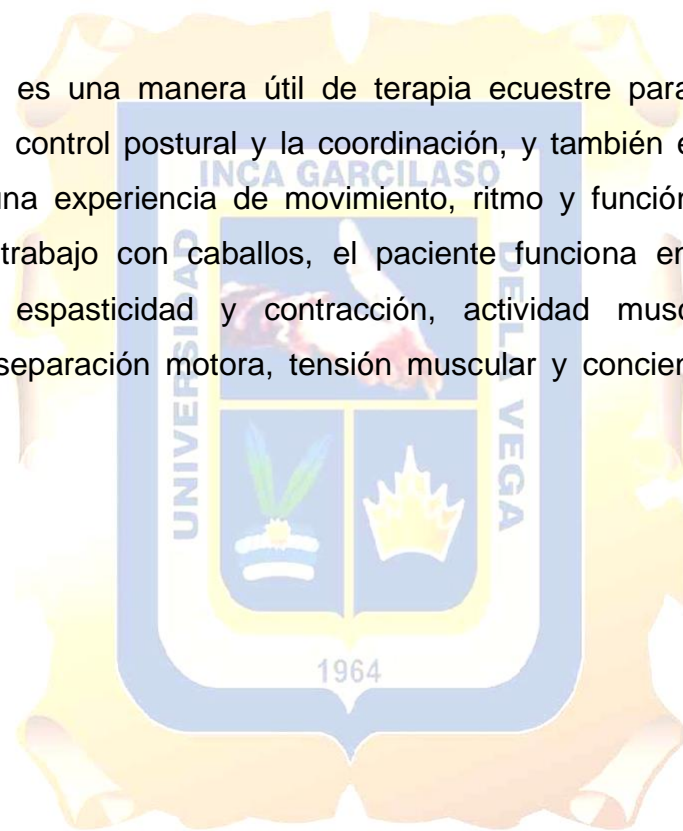 es una manera útil de terapia ecuestre para
control postural y la coordinación, y también e
una experiencia de movimiento, ritmo y función
trabajo con caballos, el paciente funciona en
espasticidad y contracción, actividad musc
separación motora, tensión muscular y concien
UNIVERSIDAD
INCA GARCILASO
DE LA VEGA
1964